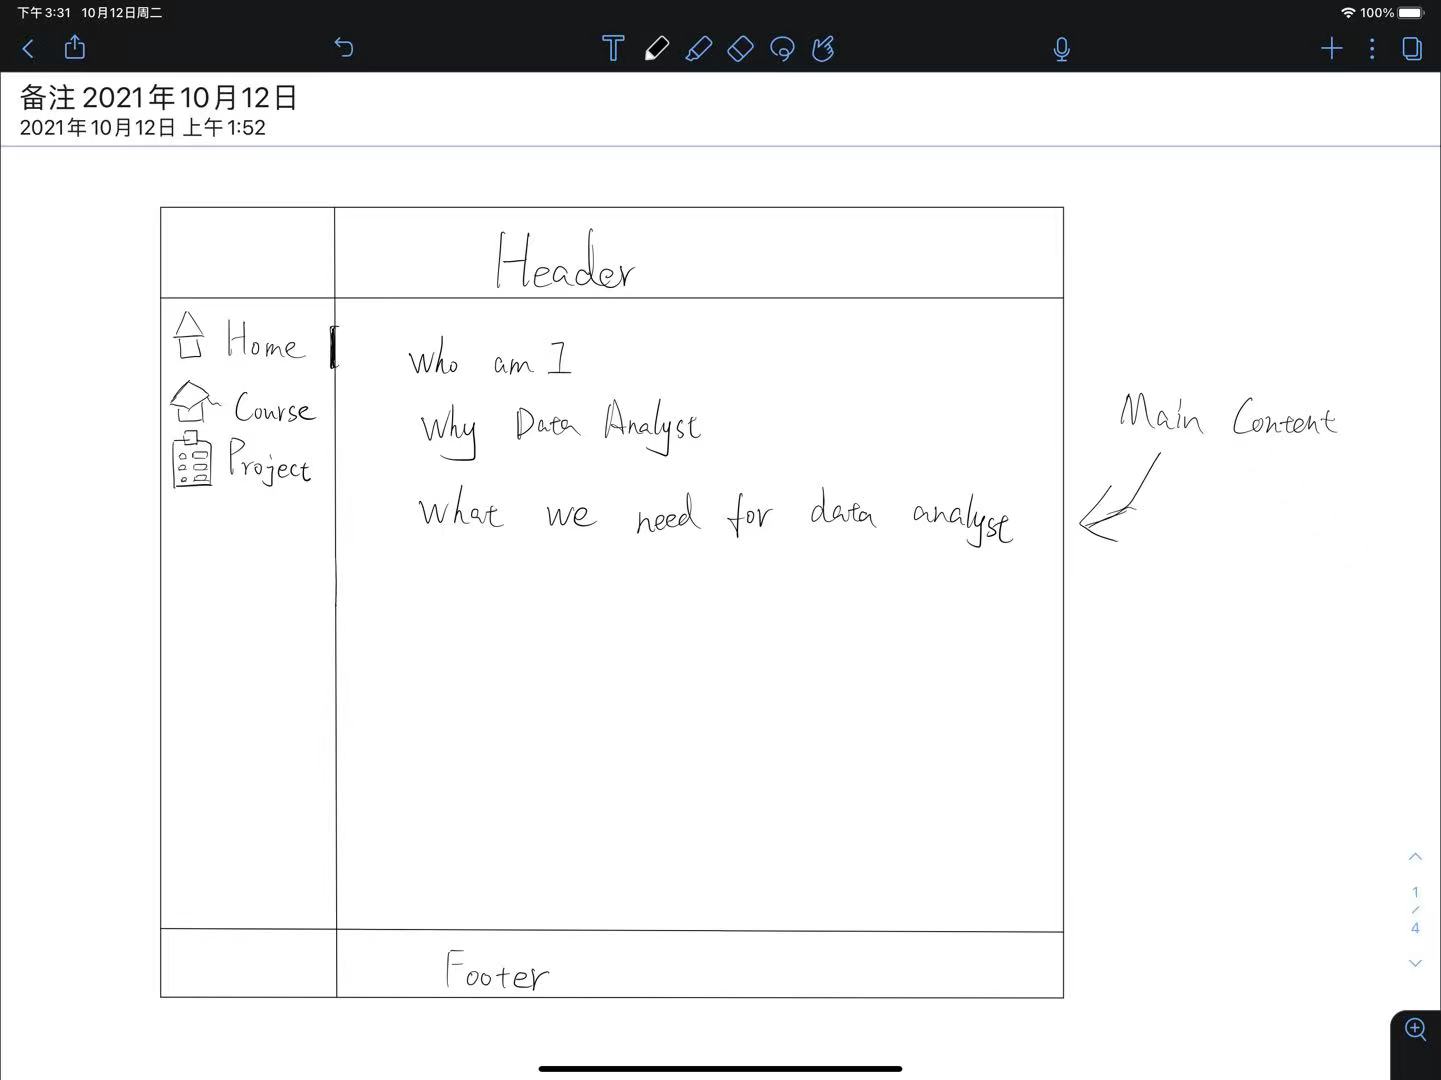 下午3:31 10月12日周二
100%
备注 2021年10月12日
2021年10月12日 上午1:52
Header
Home
Who am I
Course
Why Data Analyst
Main Content
Project
What we need for data analyst
1
/
4
Footer